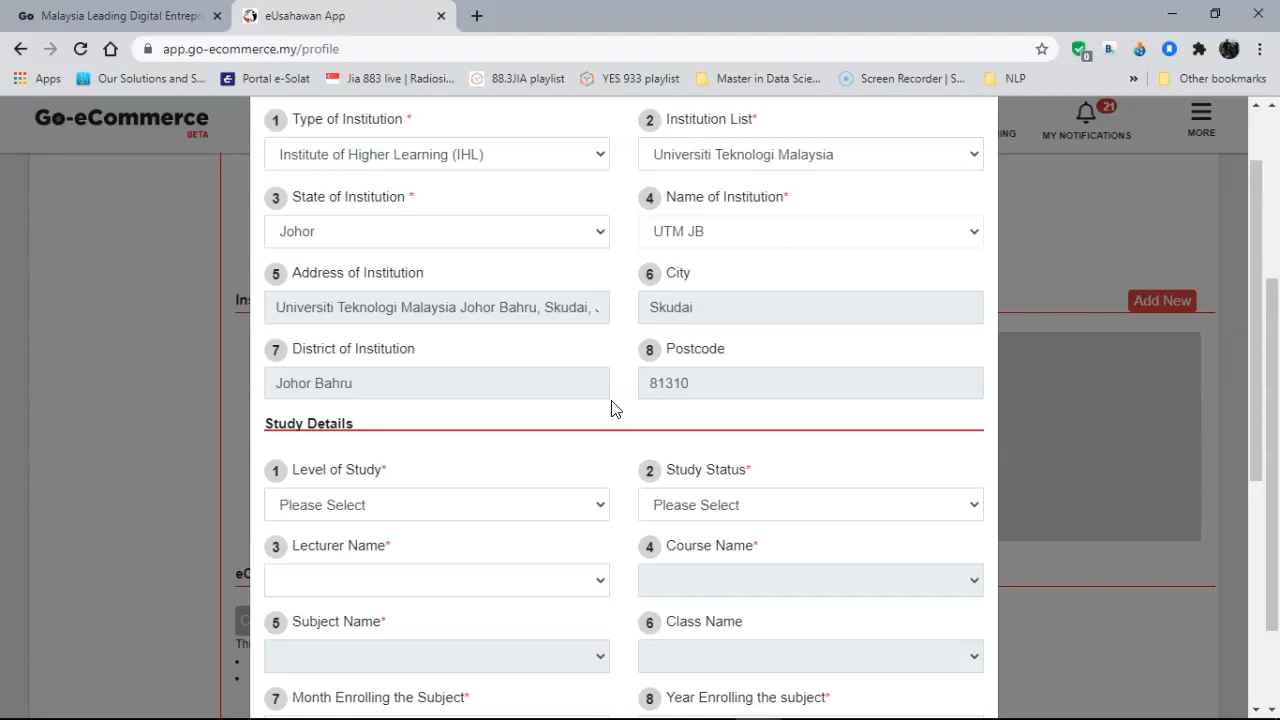 Go Malaysia Leading Digital Entrepr
eUsahawan App
app.go-ecommerce.my/profile
0
B.
Apps
Our Solutions and S...
Portal e-Solat
Jia 883 live | Radiosi...
88.3JIA playlist
YES 933 playlist
Master in Data Scie...
Screen Recorder | S...
NLP
»
Other bookmarks
Go-eCommerce
BETA
NING
21
MY NOTIFICATIONS
MORE
1 Type of Institution *
2 Institution List*
Institute of Higher Learning (IHL)
Universiti Teknologi Malaysia
3 State of Institution *
4 Name of Institution*
Johor
UTM JB
5 Address of Institution
6 City
Universiti Teknologi Malaysia Johor Bahru, Skudai,
Skudai
Ins
Add New
7 District of Institution
8 Postcode
Johor Bahru
81310
Study Details
1 Level of Study*
2 Study Status*
Please Select
Please Select
3 Lecturer Name*
4 Course Name*
eC
5 Subject Name*
6 Class Name
C
Thi
7 Month Enrolling the Subject*
8 Year Enrolling the subject*